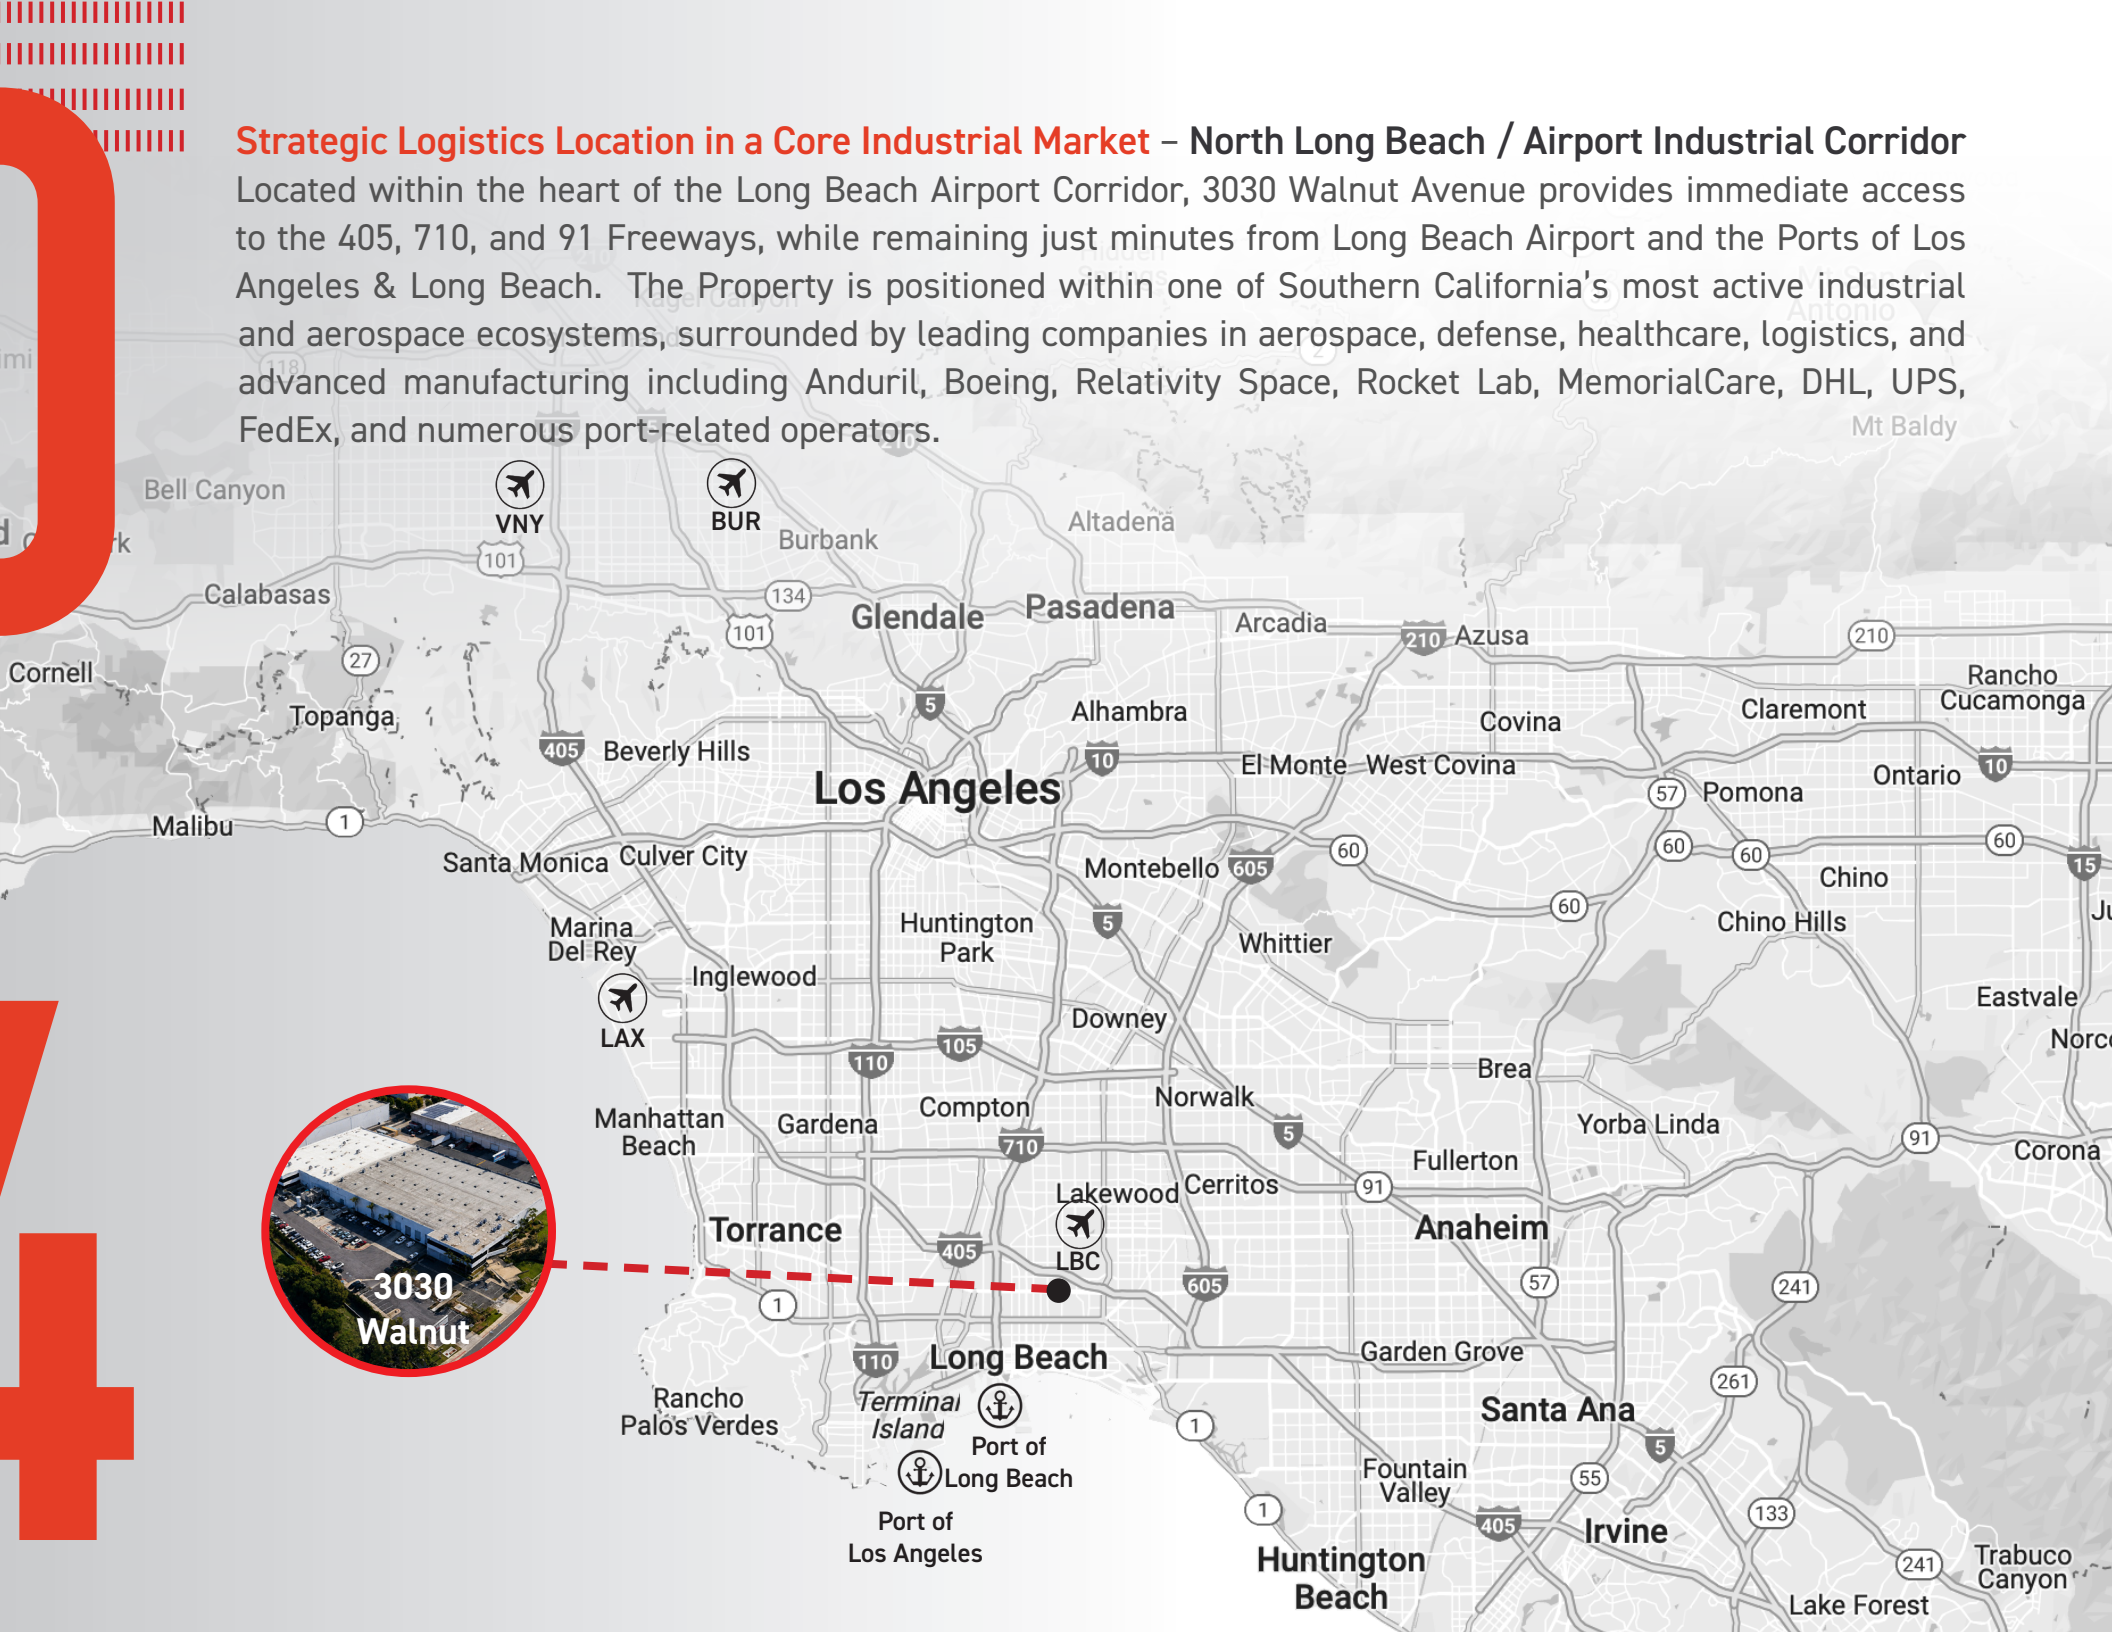 Strategic Logistics Location in a Core Industrial Market – North Long Beach / Airport Industrial Corridor
Located within the heart of the Long Beach Airport Corridor, 3030 Walnut Avenue provides immediate access
to the 405, 710, and 91 Freeways, while remaining just minutes from Long Beach Airport and the Ports of Los
Angeles & Long Beach. The Property is positioned within one of Southern California's most active industrial
and aerospace ecosystems, surrounded by leading companies in aerospace, defense, healthcare, logistics, and
advanced manufacturing including Anduril, Boeing, Relativity Space, Rocket Lab, MemorialCare, DHL, UPS,
FedEx, and numerous port-related operators.
Hidden
Springs
210
Kagel Canyon
Antonio
2
118
210
Mt Baldy
Bell Canyon
VNY
BUR
Burbank
Altadena
101
Calabasas
134
Glendale
Pasadena
101
Arcadia
210
Azusa
210
27
Cornell
Rancho
Cucamonga
Topanga
5
Alhambra
Covina
Claremont
405
Beverly Hills
10
El Monte
West Covina
10
Los Angeles
Ontario
57
Pomona
Malibu
1
Santa Monica
Culver City
Montebello
605
60
60
60
60
15
Chino
60
Marina
Del Rey
Huntington
Park
5
Whittier
Chino Hills
Inglewood
LAX
Downey
Eastvale
105
110
Brea
Manhattan
Beach
Gardena
Compton
Norwalk
710
5
Yorba Linda
91
Corona
Fullerton
Lakewood
Cerritos
91
Torrance
LBC
Anaheim
405
605
57
241
3030
Walnut
1
110
Long Beach
Garden Grove
261
Rancho
Palos Verdes
Terminal
Island
Port of
Long Beach
1
Santa Ana
5
Fountain
Valley
55
Port of
Los Angeles
1
405
Irvine
133
Huntington
Beach
241
Trabuco
Canyon
Lake Forest
4